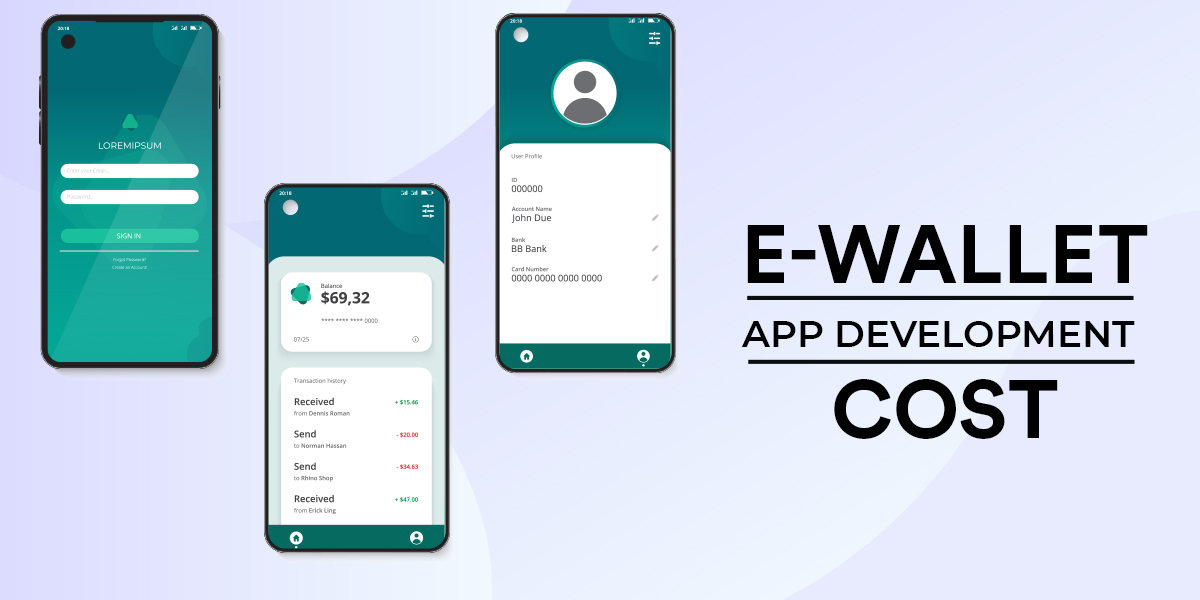 20:18
LOREMIPSUM
Enter your Email...
Password...
SIGN IN
Forgot Password?
Create an Account
20:18
Balance
$69,32
**** **** **** 0000
07/25
Transaction history
Received
+ $15.46
from Dennis Roman
Send
- $20.00
to Norman Hassan
Send
- $34.63
to Rhino Shop
Received
+ $47.00
from Erick Ling
20:18
User Profile
ID
000000
Account Name
John Due
Bank
BB Bank
Card Number
0000 0000 0000 0000
E-WALLET
APP DEVELOPMENT
COST